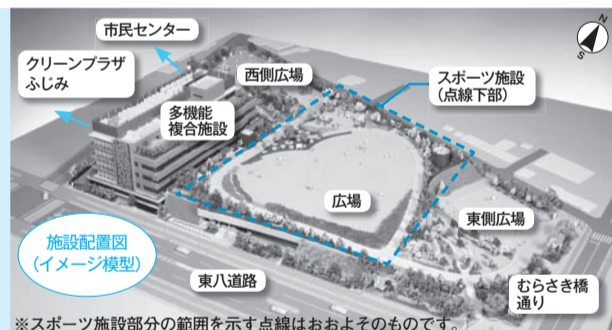 市民センター
クリーンプラザ
ふじみ
西側広場
スポーツ施設
(点線下部)
多機能
複合施設
広場
東側広場
施設配置図
(イメージ模型)
東八道路
むらさき橋
通り
※スポーツ施設部分の範囲を示す点線はおおよそのものです。
N
S